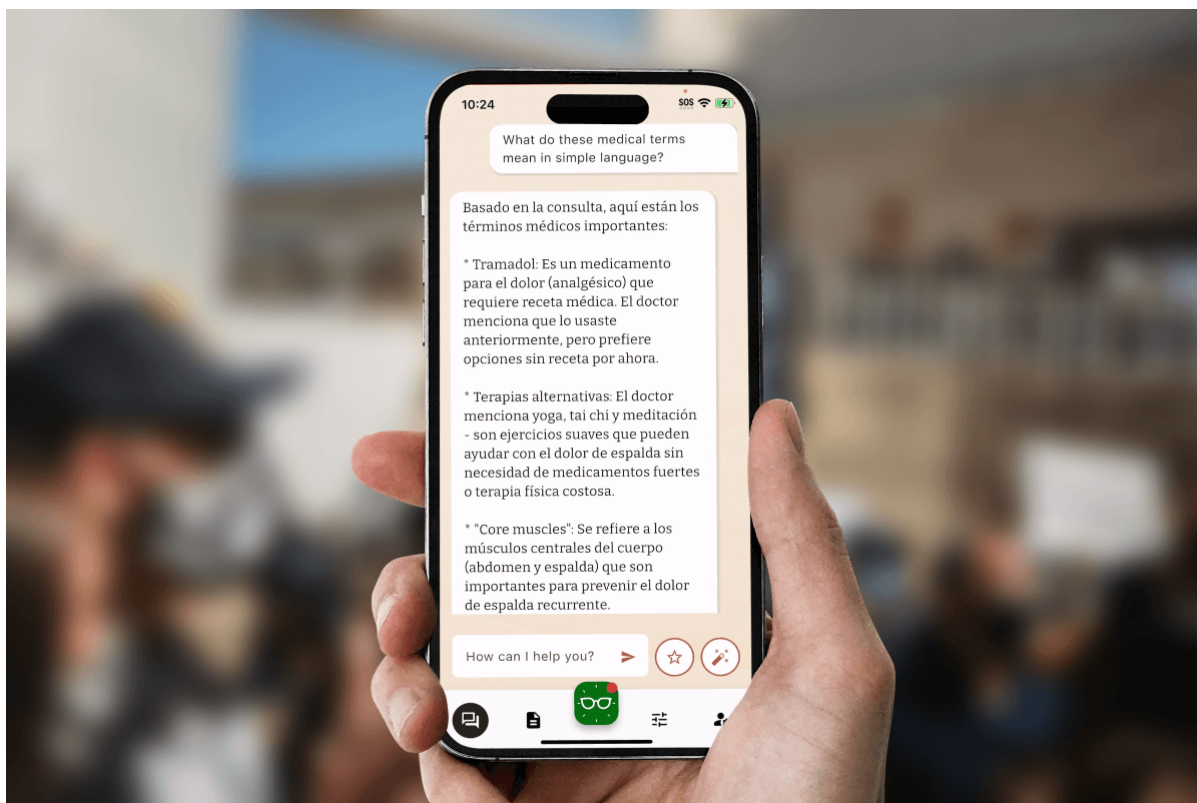 10:24
SOS
What do these medical terms
mean in simple language?
Basado en la consulta, aquí están los
términos médicos importantes:
* Tramadol: Es un medicamento
para el dolor (analgésico) que
requiere receta médica. El doctor
menciona que lo usaste
anteriormente, pero prefiere
opciones sin receta por ahora.
* Terapias alternativas: El doctor
menciona yoga, tai chi y meditación
- son ejercicios suaves que pueden
ayudar con el dolor de espalda sin
necesidad de medicamentos fuertes
o terapia física costosa.
* "Core muscles": Se refiere a los
músculos centrales del cuerpo
(abdomen y espalda) que son
importantes para prevenir el dolor
de espalda recurrente.
How can I help you?